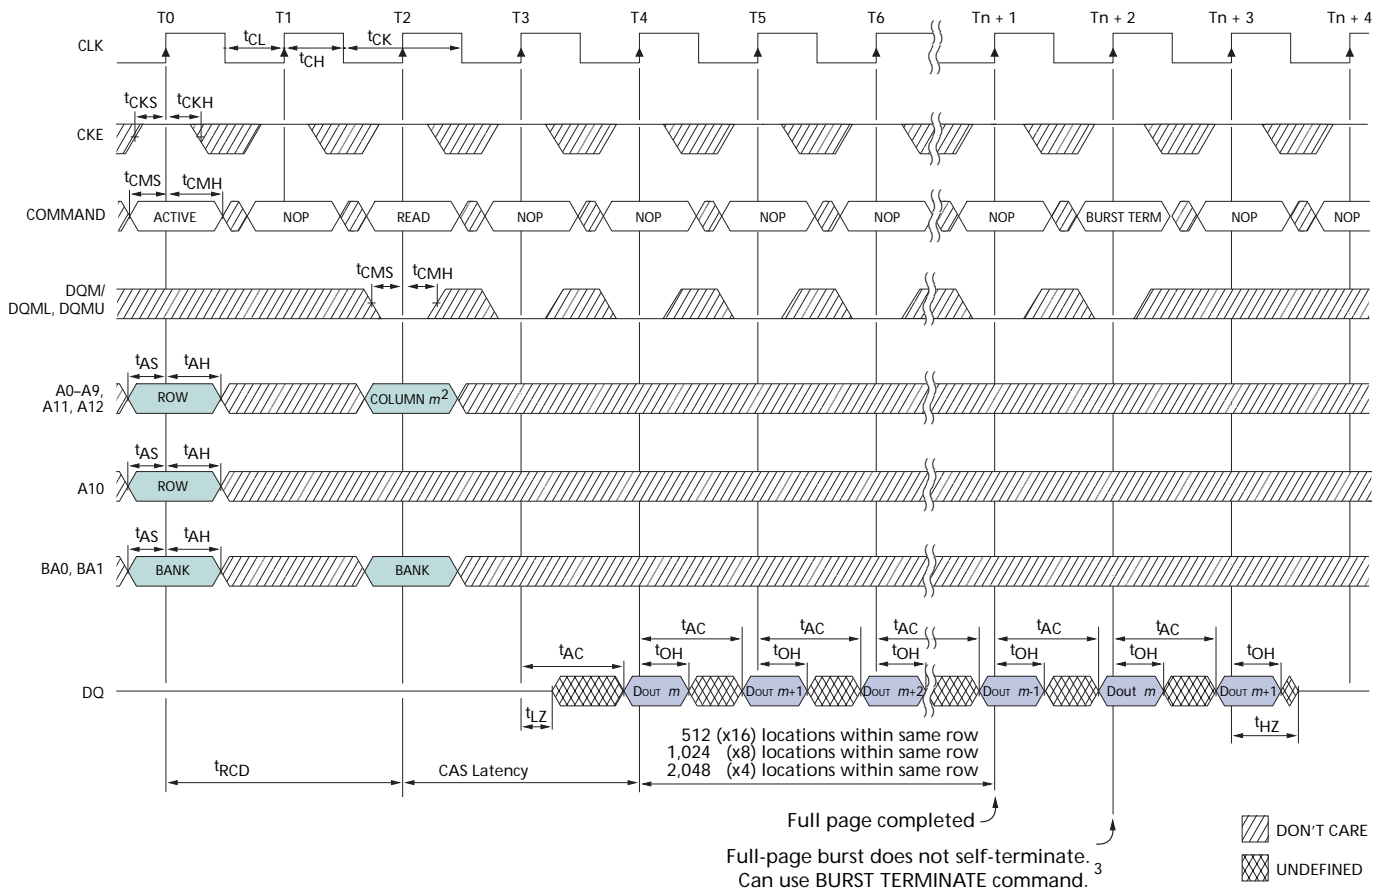 T0 T1 T2 T3 T4 T5 T6 Tn + 1 Tn + 2 Tn + 3 Tn + 4
CLK
tCL tCK
tCH
tCKS tCKH
CKE
tCMS tCMH
COMMAND ACTIVE NOP READ NOP NOP NOP NOP NOP BURST TERM NOP NOP
tCMS tCMH
DQM/
DQML, DQMU
tAS tAH
A0–A9,
A11, A12
ROW COLUMN m2
tAS tAH
A10 ROW
tAS tAH
BA0, BA1 BANK BANK
tAC tAC tAC tAC tAC
tAC tOH tOH tOH tOH tOH tOH
DQ DOUT m DOUT m+1 DOUT m+2 DOUT m-1 Dout m DOUT m+1
tLZ tHZ
512 (x16) locations within same row
1,024 (x8) locations within same row
2,048 (x4) locations within same row
tRCD CAS Latency
Full page completed
Full-page burst does not self-terminate. 3
Can use BURST TERMINATE command.
DON'T CARE
UNDEFINED